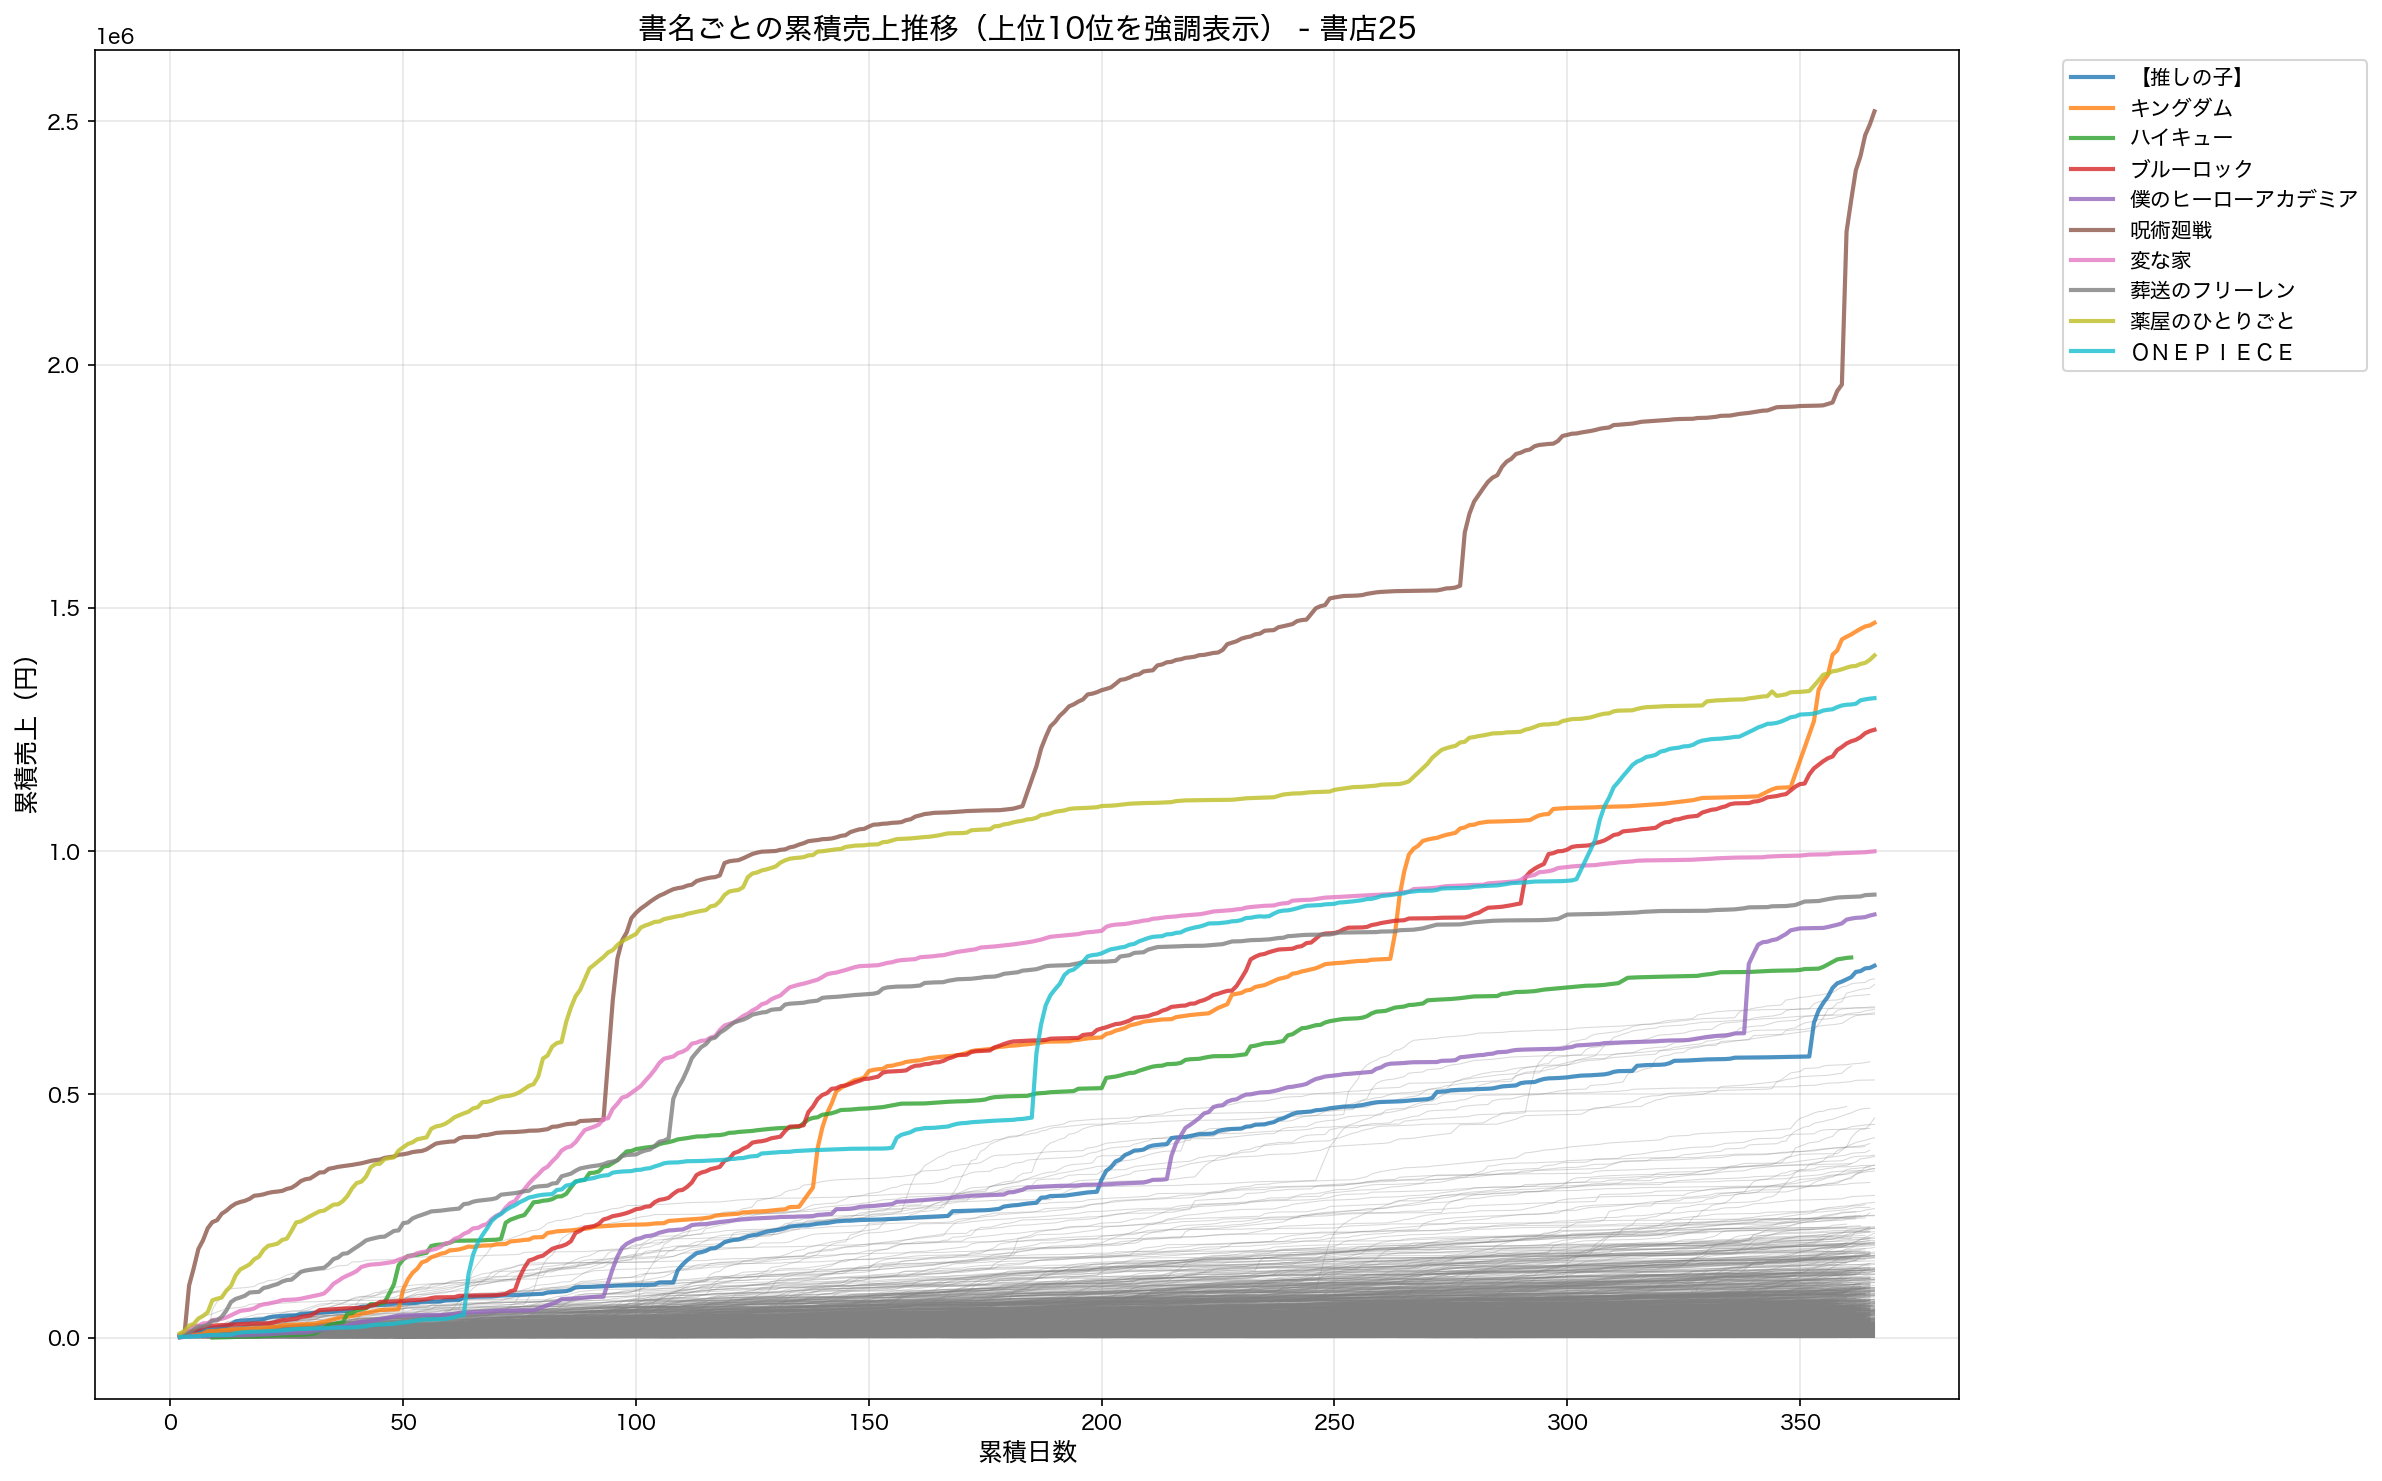 書名ごとの累積売上推移（上位10位を強調表示） - 書店25
1e6
2.5
2.0
1.5
1.0
0.5
0.0
累積売上（円）
0 50 100 150 200 250 300 350
累積日数
【推しの子】
キングダム
ハイキュー
ブルーロック
僕のヒーローアカデミア
呪術廻戦
変な家
葬送のフリーレン
薬屋のひとりごと
ＯＮＥＰＩＥＣＥ